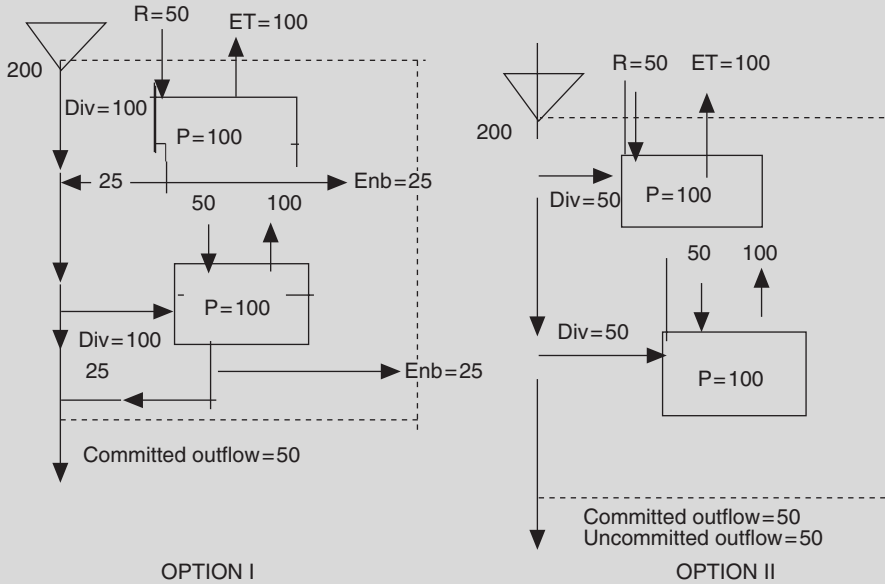 R=50
ET=100
200
Div=100
P=100
25
Enb=25
50
100
P=100
Div=100
25
Enb=25
Committed outflow=50
OPTION I
R=50
ET=100
200
P=100
Div=50
50
100
Div=50
P=100
Committed outflow=50
Uncommitted outflow=50
OPTION II